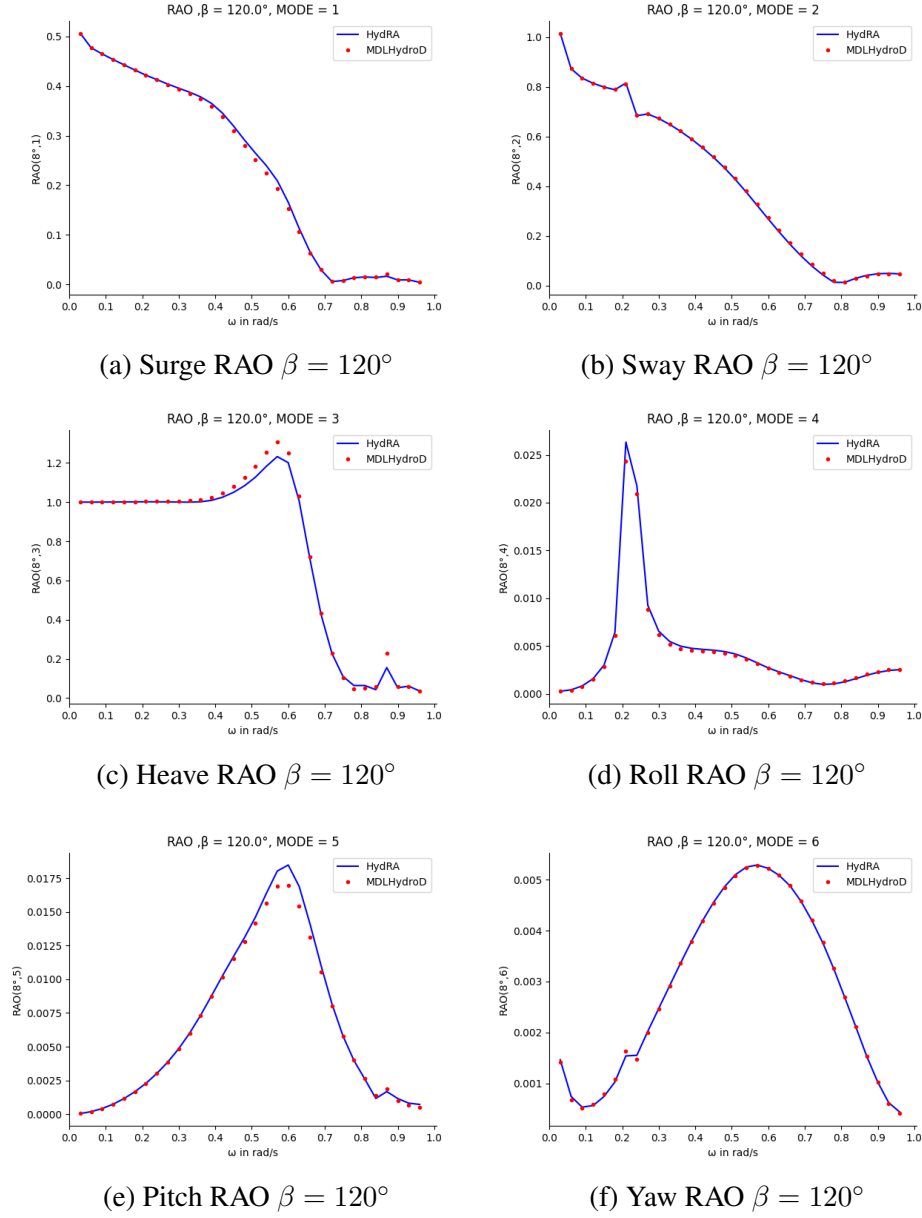 RAO ,β = 120.0°, MODE = 1
HydRA
MDLHydroD
0.5
0.4
0.3
0.2
0.1
0.0
RAO(8°,1)
0.0 0.1 0.2 0.3 0.4 0.5 0.6 0.7 0.8 0.9 1.0
ω in rad/s
(a) Surge RAO β = 120°
RAO ,β = 120.0°, MODE = 2
HydRA
MDLHydroD
1.0
0.8
0.6
0.4
0.2
0.0
RAO(8°,2)
0.0 0.1 0.2 0.3 0.4 0.5 0.6 0.7 0.8 0.9 1.0
ω in rad/s
(b) Sway RAO β = 120°
RAO ,β = 120.0°, MODE = 3
HydRA
MDLHydroD
1.2
1.0
0.8
0.6
0.4
0.2
0.0
RAO(8°,3)
0.0 0.1 0.2 0.3 0.4 0.5 0.6 0.7 0.8 0.9 1.0
ω in rad/s
(c) Heave RAO β = 120°
RAO ,β = 120.0°, MODE = 4
HydRA
MDLHydroD
0.025
0.020
0.015
0.010
0.005
0.000
RAO(8°,4)
0.0 0.1 0.2 0.3 0.4 0.5 0.6 0.7 0.8 0.9 1.0
ω in rad/s
(d) Roll RAO β = 120°
RAO ,β = 120.0°, MODE = 5
HydRA
MDLHydroD
0.0175
0.0150
0.0125
0.0100
0.0075
0.0050
0.0025
0.0000
RAO(8°,5)
0.0 0.1 0.2 0.3 0.4 0.5 0.6 0.7 0.8 0.9 1.0
ω in rad/s
(e) Pitch RAO β = 120°
RAO ,β = 120.0°, MODE = 6
HydRA
MDLHydroD
0.005
0.004
0.003
0.002
0.001
RAO(8°,6)
0.0 0.1 0.2 0.3 0.4 0.5 0.6 0.7 0.8 0.9 1.0
ω in rad/s
(f) Yaw RAO β = 120°